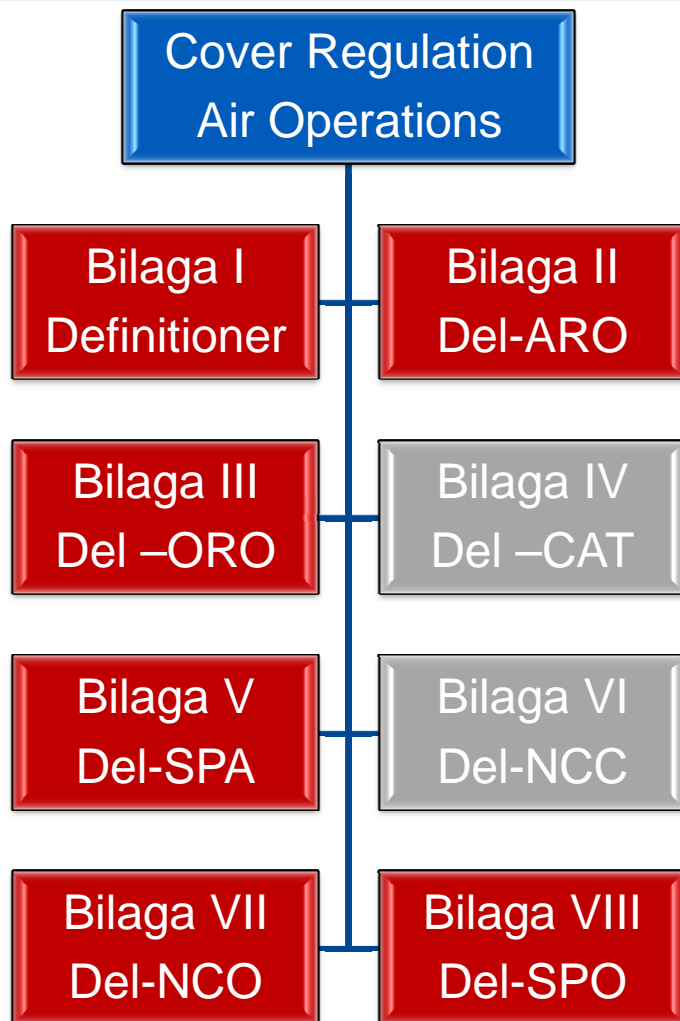 Cover Regulation
Air Operations
Bilaga I
Definitioner
Bilaga II
Del-ARO
Bilaga III
Del –ORO
Bilaga IV
Del –CAT
Bilaga V
Del-SPA
Bilaga VI
Del-NCC
Bilaga VII
Del-NCO
Bilaga VIII
Del-SPO